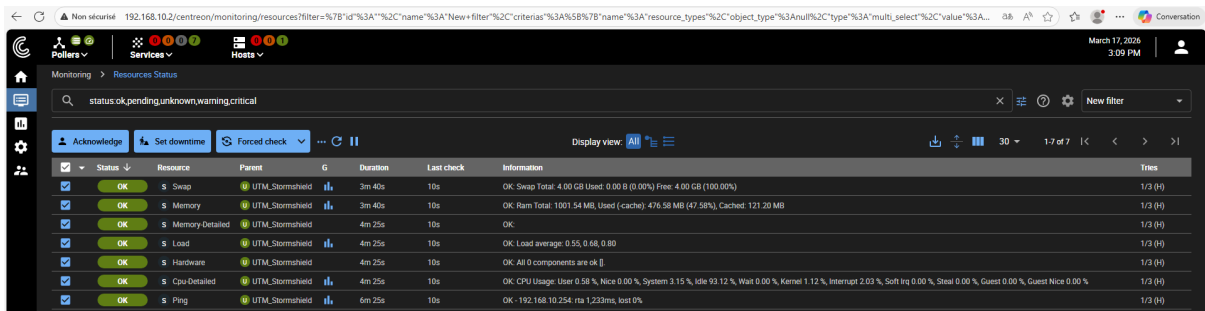 Non sécurisé 192.168.10.2/centreon/monitoring/resources?filter=%7B"id"%3A""%2C"name"%3A"New+filter"%2C"criterias"%3A%5B%7B"name"%3A"resource_types"%2C"object_type"%3Anull%2C"type"%3A"multi_select"%2C"value"%3A... Conversation
Pollers Services 0 0 0 7 Hosts 0 0 1 March 17, 2026
3:09 PM
Monitoring > Resources Status
status:ok,pending,unknown,warning,critical New filter
Acknowledge Set downtime Forced check Display view: All 30 1-7 of 7
Status Resource Parent G Duration Last check Information Tries
OK S Swap U UTM_Stormshield 3m 40s 10s OK: Swap Total: 4.00 GB Used: 0.00 B (0.00%) Free: 4.00 GB (100.00%) 1/3 (H)
OK S Memory U UTM_Stormshield 3m 40s 10s OK: Ram Total: 1001.54 MB, Used (-cache): 476.58 MB (47.58%), Cached: 121.20 MB 1/3 (H)
OK S Memory-Detailed U UTM_Stormshield 4m 25s 10s OK: 1/3 (H)
OK S Load U UTM_Stormshield 4m 25s 10s OK: Load average: 0.55, 0.68, 0.80 1/3 (H)
OK S Hardware U UTM_Stormshield 4m 25s 10s OK: All 0 components are ok []. 1/3 (H)
OK S Cpu-Detailed U UTM_Stormshield 4m 25s 10s OK: CPU Usage: User 0.58 %, Nice 0.00 %, System 3.15 %, Idle 93.12 %, Wait 0.00 %, Kernel 1.12 %, Interrupt 2.03 %, Soft Irq 0.00 %, Steal 0.00 %, Guest 0.00 %, Guest Nice 0.00 % 1/3 (H)
OK S Ping U UTM_Stormshield 6m 25s 10s OK - 192.168.10.254: rta 1,233ms, lost 0% 1/3 (H)